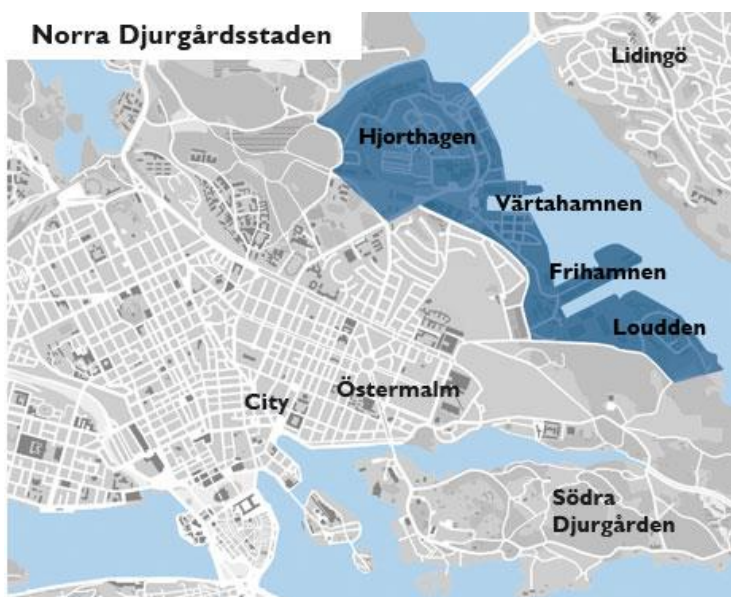 Norra Djurgårdsstaden
Lidingö
Hjorthagen
Värtahamnen
Frihamnen
Loudden
Östermalm
City
Södra
Djurgården